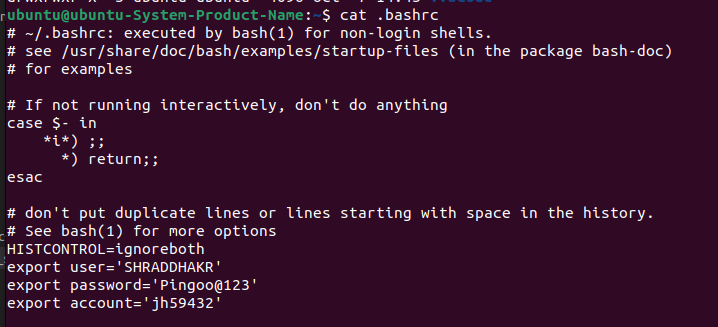 ubuntu@ubuntu-System-Product-Name:~$ cat .bashrc
# ~/.bashrc: executed by bash(1) for non-login shells.
# see /usr/share/doc/bash/examples/startup-files (in the package bash-doc)
# for examples

# If not running interactively, don't do anything
case $- in
    *i*) ;;
      *) return;;
esac

# don't put duplicate lines or lines starting with space in the history.
# See bash(1) for more options
HISTCONTROL=ignoreboth
export user='SHRADDHAKR'
export password='Pingoo@123'
export account='jh59432'